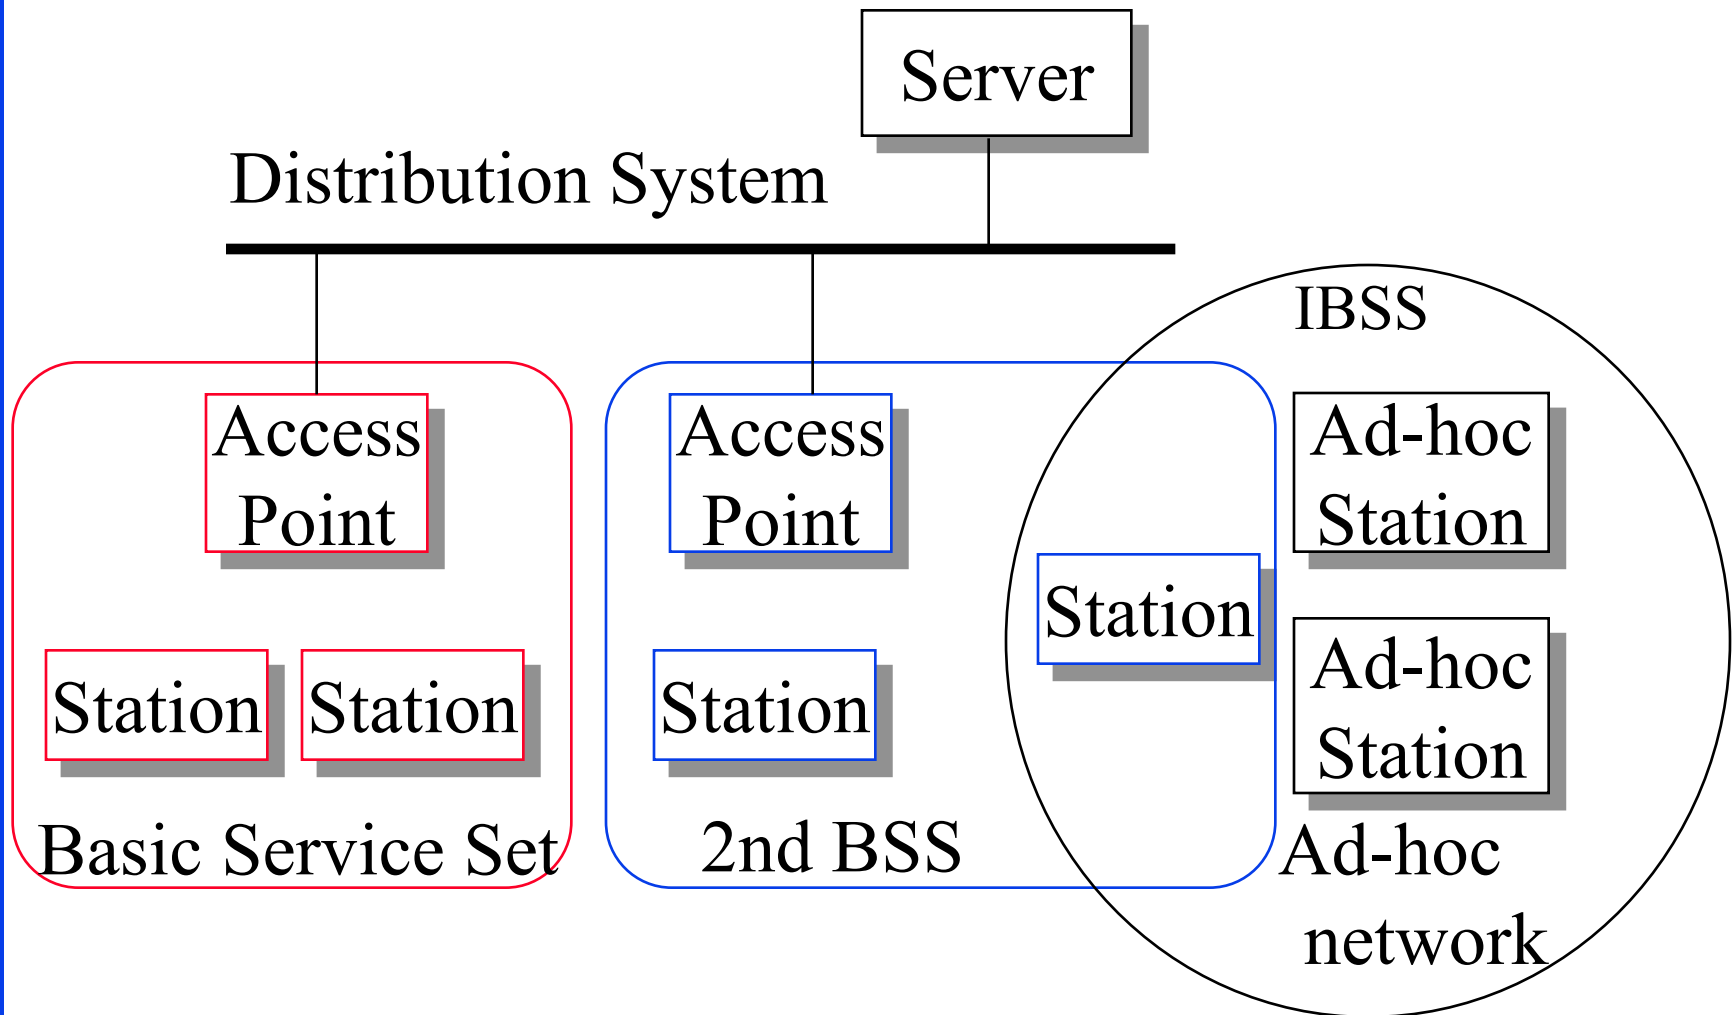 Server
Distribution System
IBSS
Access
Point
Access
Point
Ad-hoc
Station
Station
Ad-hoc
Station
Station
Station
Station
Basic Service Set
2nd BSS
Ad-hoc
network